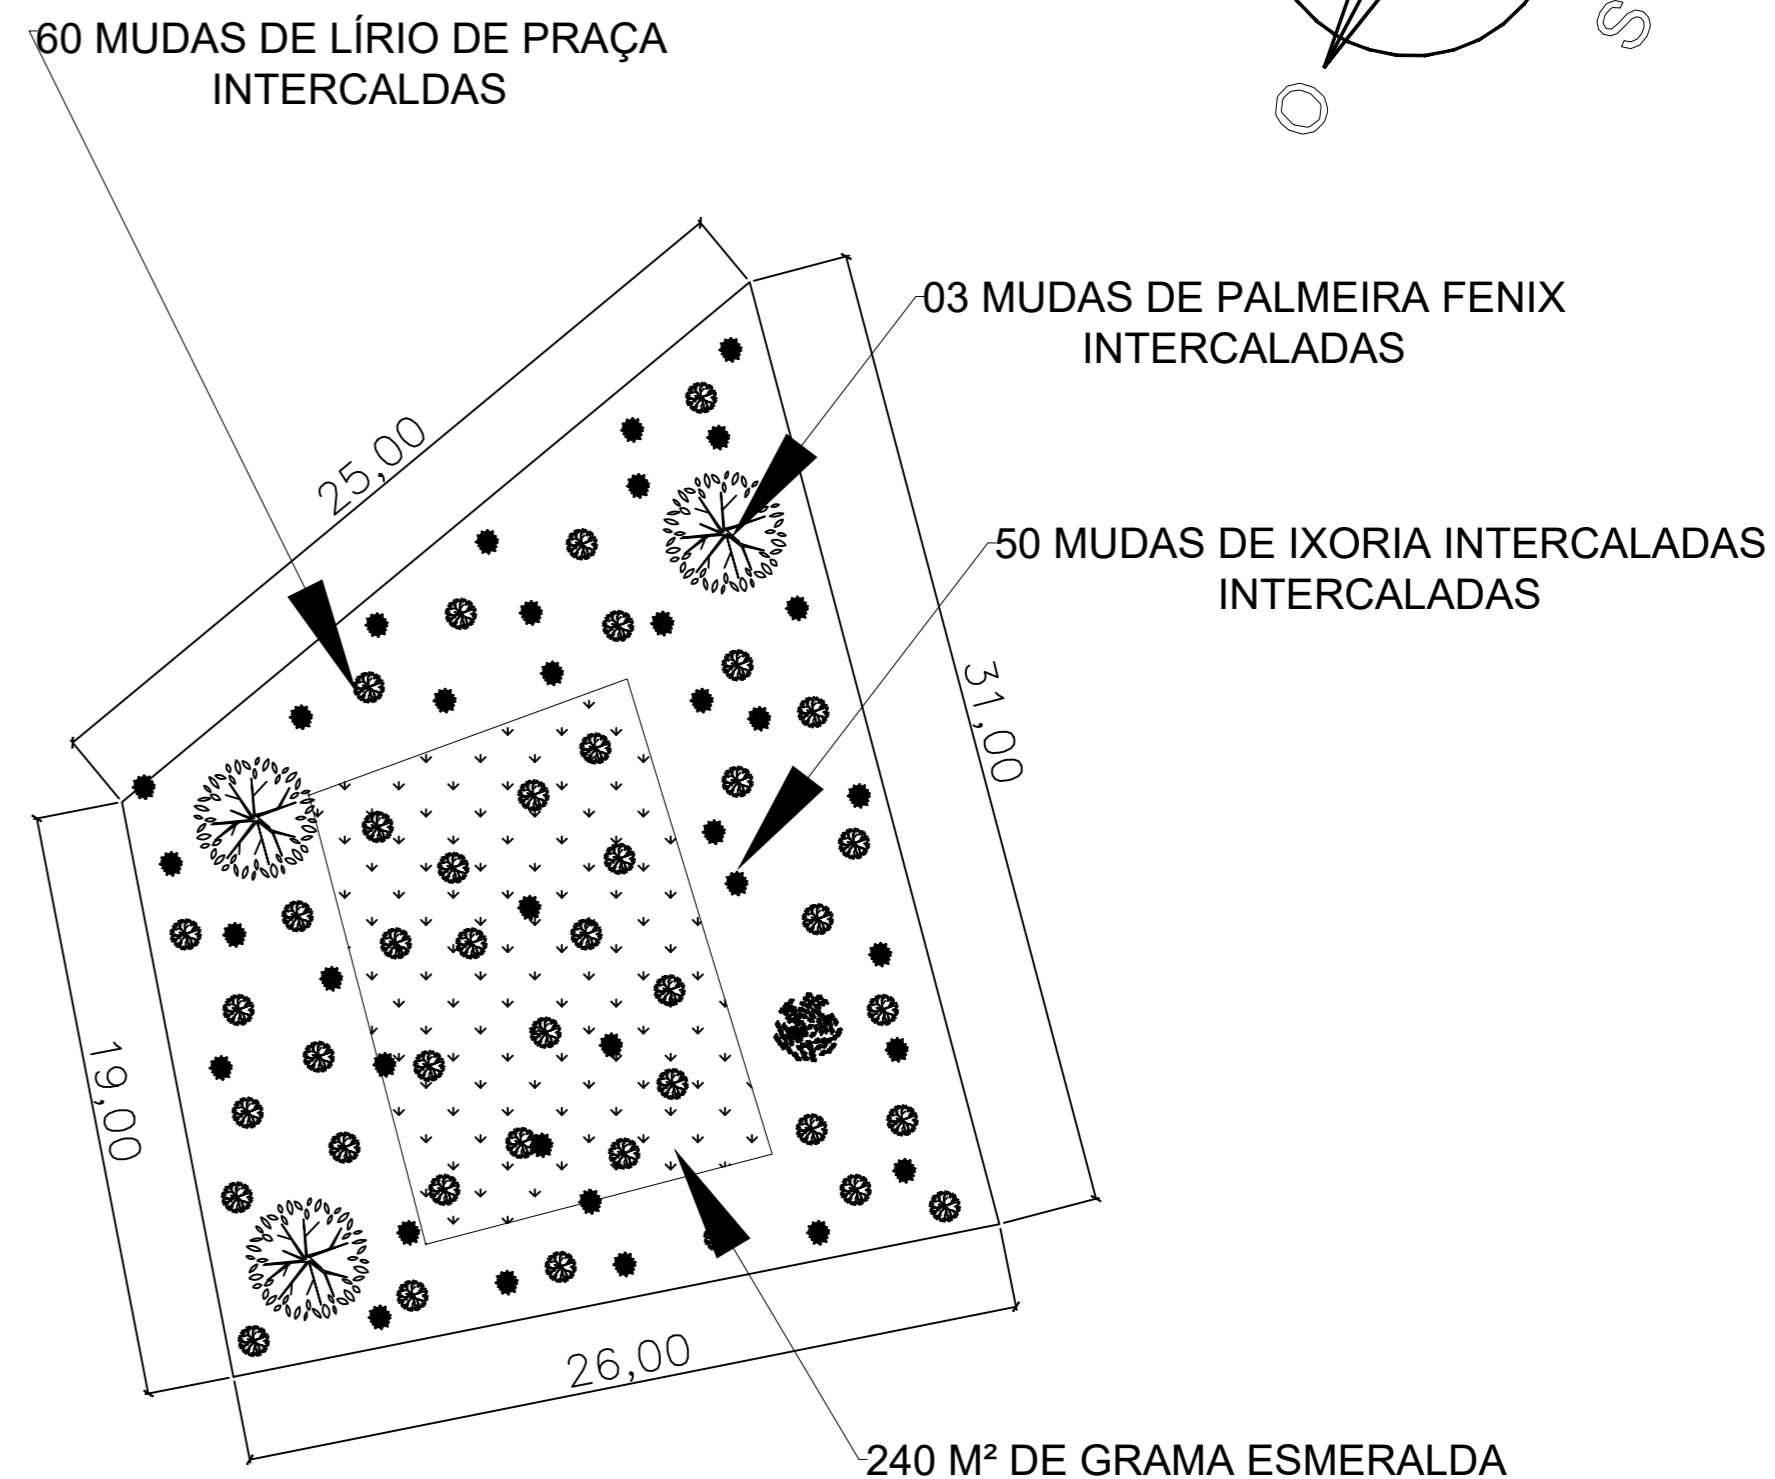 60 MUDAS DE LÍRIO DE PRAÇA
INTERCALDAS
S
O
03 MUDAS DE PALMEIRA FENIX
INTERCALADAS
25,00
50 MUDAS DE IXORIA INTERCALADAS
INTERCALADAS
31,00
19,00
26,00
240 M² DE GRAMA ESMERALDA